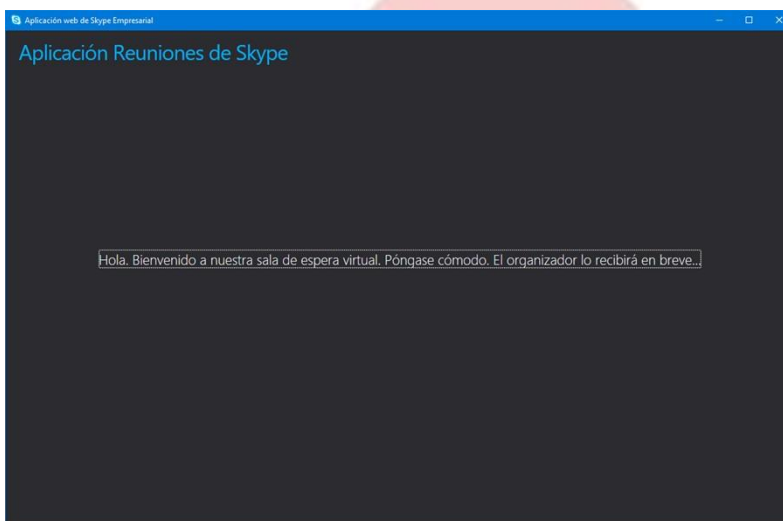 Aplicación web de Skype Empresarial
Aplicación Reuniones de Skype
Hola. Bienvenido a nuestra sala de espera virtual. Póngase cómodo. El organizador lo recibirá en breve...